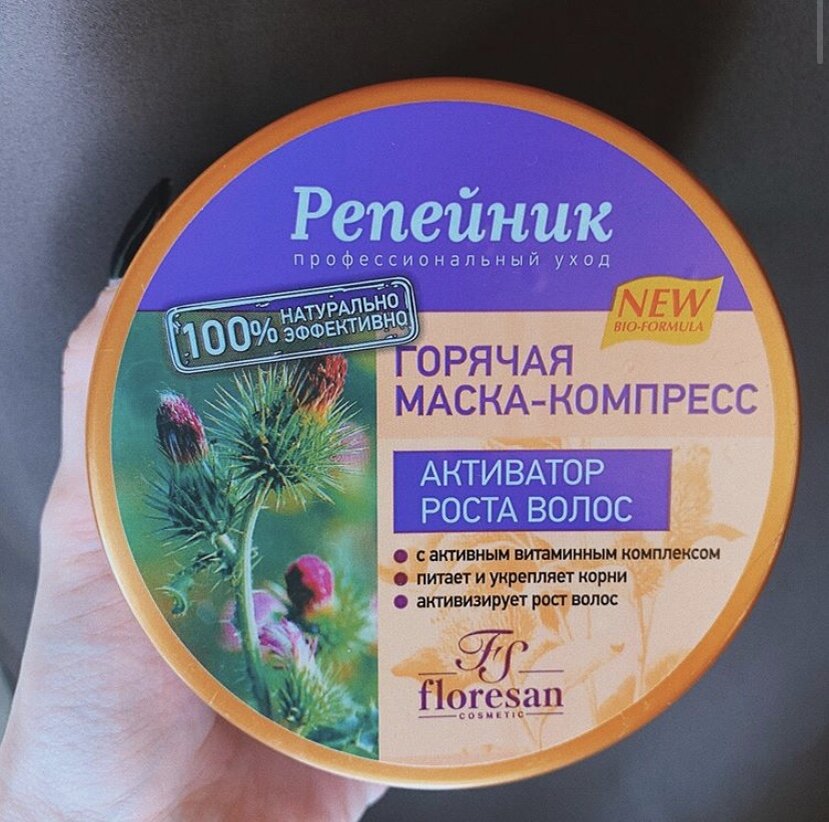 Репейник
профессиональный уход
100% НАТУРАЛЬНО
ЭФФЕКТИВНО
NEW
BIO-FORMULA
ГОРЯЧАЯ
МАСКА-КОМПРЕСС
АКТИВАТОР
РОСТА ВОЛОС
с активным витаминным комплексом
питает и укрепляет корни
активизирует рост волос
FS
floresan
COSMETIC